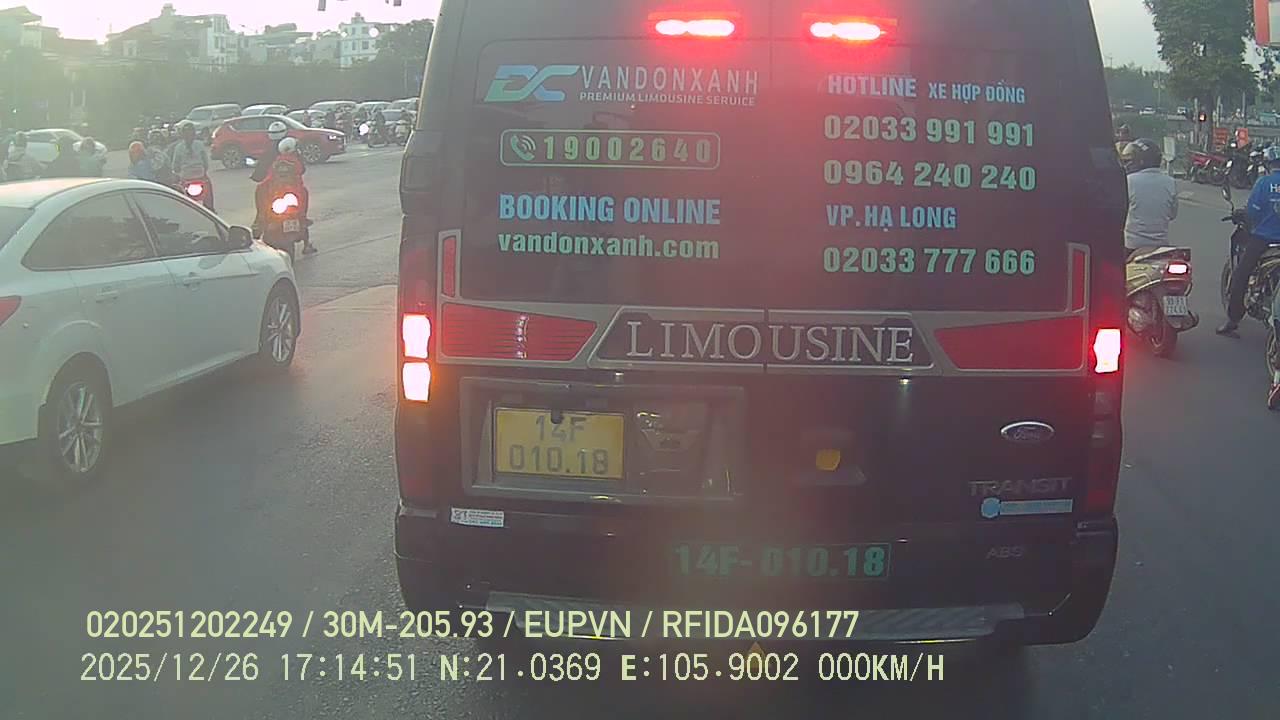 VANDONXANH
PREMIUM LIMOUSINE SERVICE
19002640
BOOKING ONLINE
vandonxanh.com
HOTLINE XE HỢP ĐỒNG
02033 991 991
0964 240 240
VP.HẠ LONG
02033 777 666
LIMOUSINE
14F
010.18
Ford
TRANSIT
ABS
14F-010.18
020251202249 / 30M-205.93 / EUPVN / RFIDA096177
2025/12/26 17:14:51 N:21.0369 E:105.9002 000KM/H